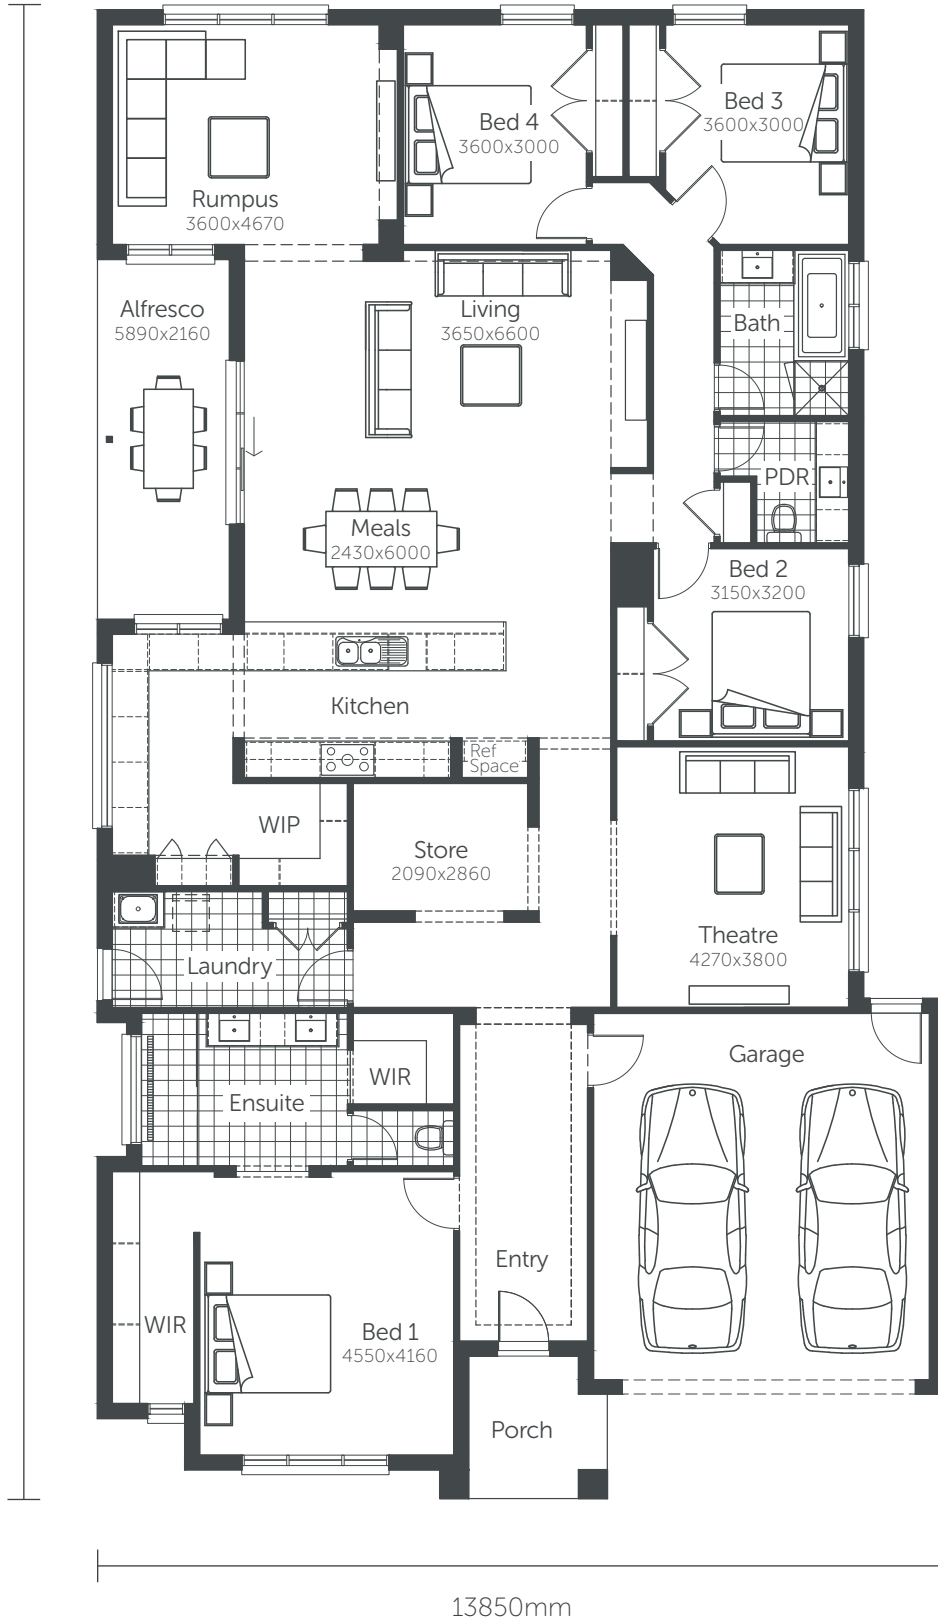 Bed 4
3600x3000
Bed 3
3600x3000
Rumpus
3600x4670
Alfresco
5890x2160
Living
3650x6600
Bath
PDR
Meals
2430x6000
Bed 2
3150x3200
Kitchen
Ref
Space
WIP
Store
2090x2860
Theatre
4270x3800
Laundry
Garage
WIR
Ensuite
Entry
WIR
Bed 1
4550x4160
Porch
13850mm